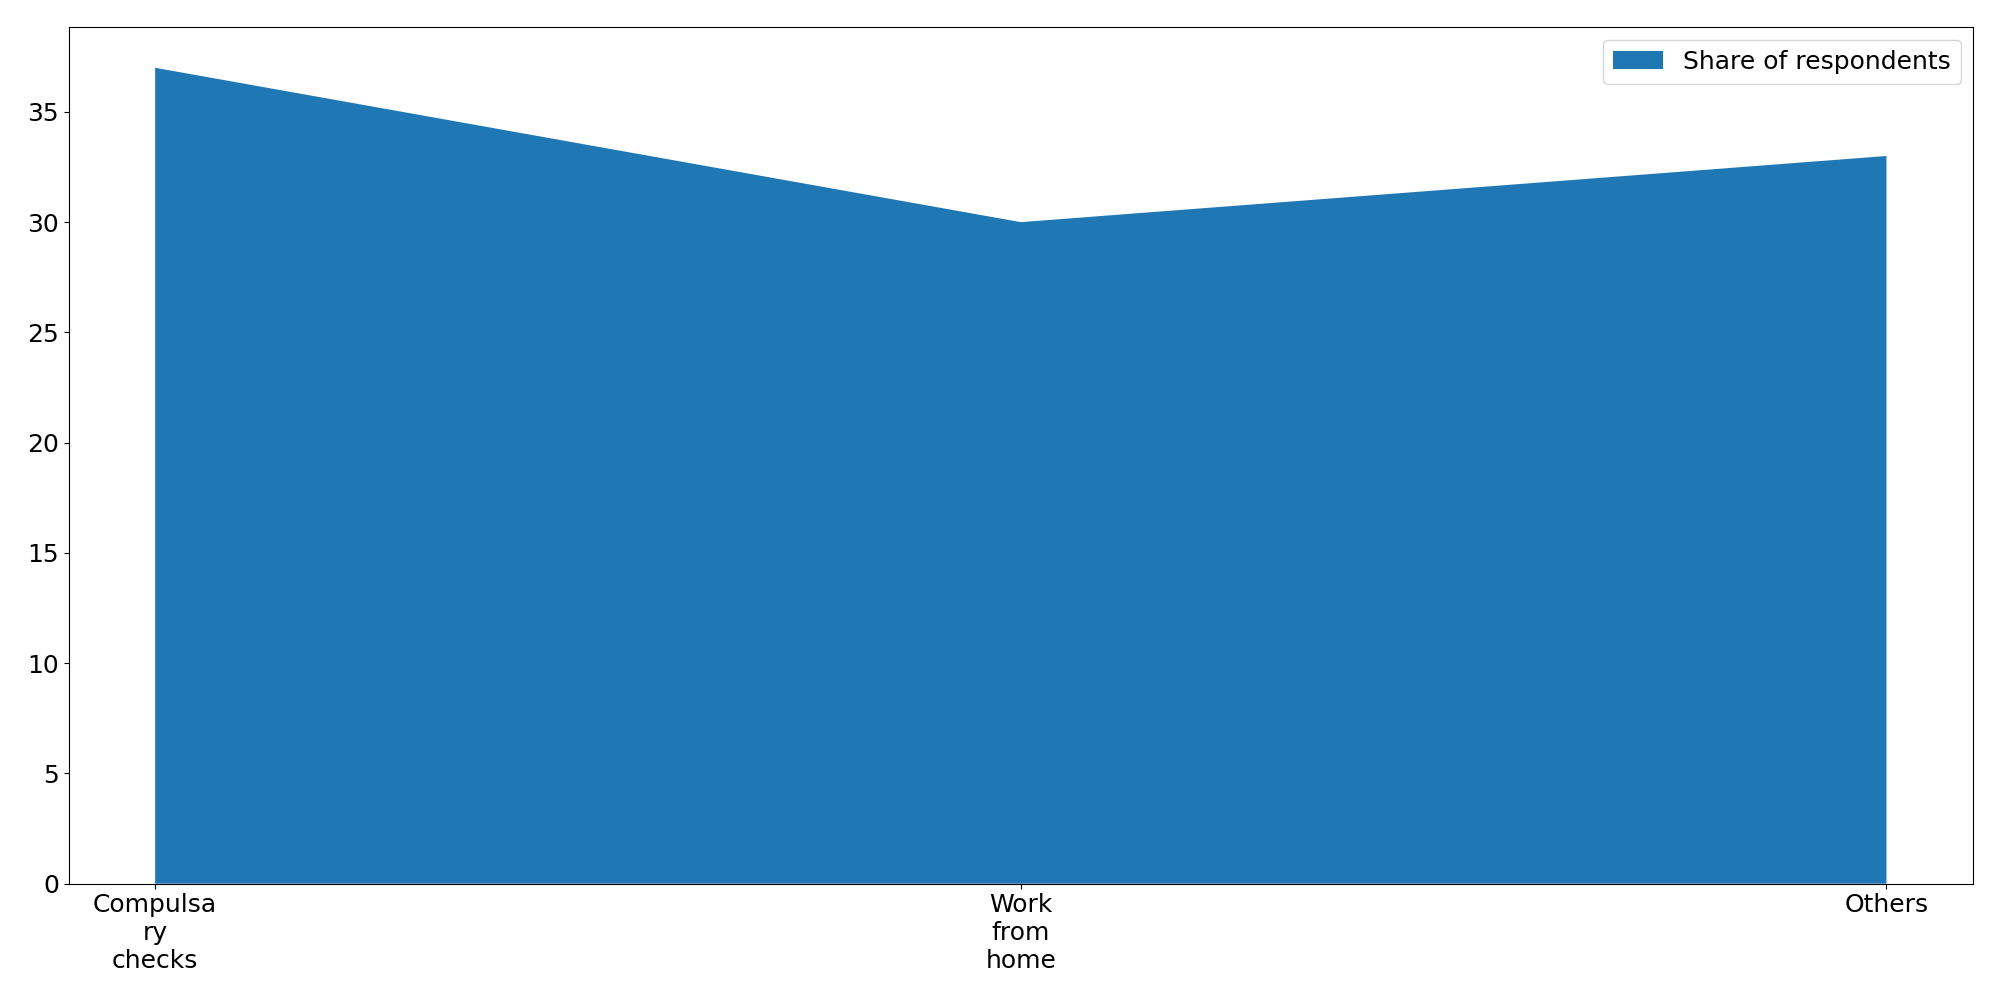 Share of respondents
35
30
25
20
15
10
5
0
Compulsa
ry
checks
Work
from
home
Others